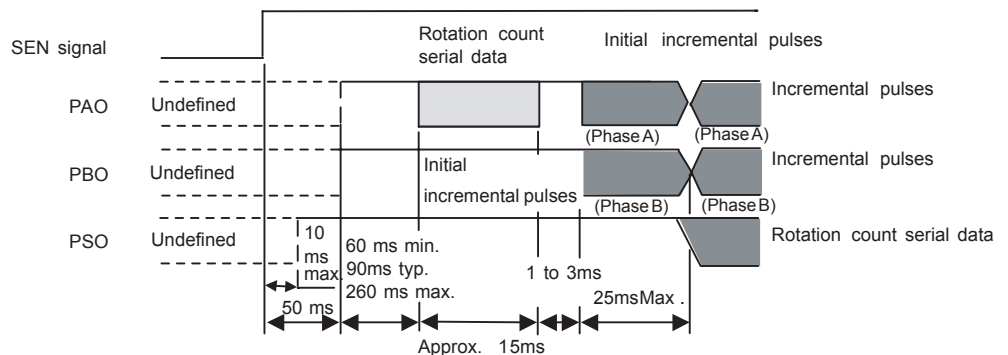 SEN signal
Rotation count
serial data
Initial incremental pulses
PAO
Undefined
Incremental pulses
(Phase A)
(Phase A)
PBO
Undefined
Initial
incremental pulses
Incremental pulses
(Phase B)
(Phase B)
PSO
Undefined
Rotation count serial data
10
ms
max.
60 ms min.
90ms typ.
260 ms max.
1 to 3ms
50 ms
25msMax .
Approx. 15ms